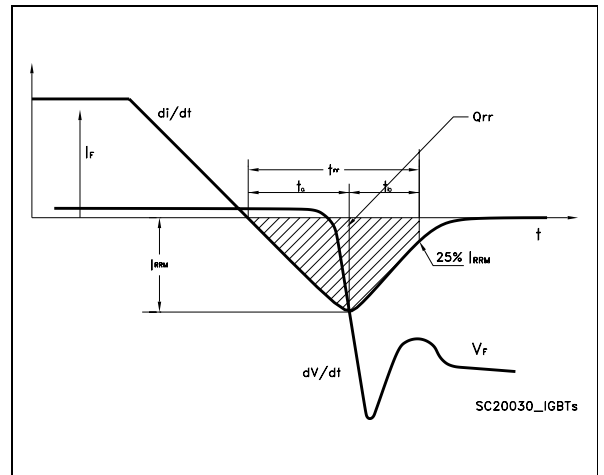 di/dt
Qrr
IF
trr
ta
tb
t
IRRM
25% IRRM
VF
dV/dt
SC20030_IGBTs